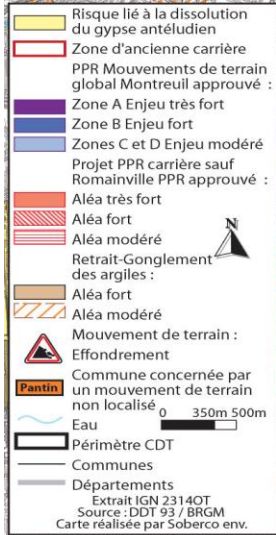 Risque lié à la dissolution
du gypse antéludien
Zone d'ancienne carrière
PPR Mouvements de terrain
global Montreuil approuvé :
Zone A Enjeu très fort
Zone B Enjeu fort
Zones C et D Enjeu modéré
Projet PPR carrière sauf
Romainville PPR approuvé :
Aléa très fort
Aléa fort
N
Aléa modéré
Retrait-Gonglement
des argiles :
Aléa fort
Aléa modéré
Mouvement de terrain :
Effondrement
Commune concernée par
Pantin un mouvement de terrain
non localisé
0 350m 500m
Eau
Périmètre CDT
Communes
Départements
Extrait IGN 2314OT
Source : DDT 93 / BRGM
Carte réalisée par Soberco env.